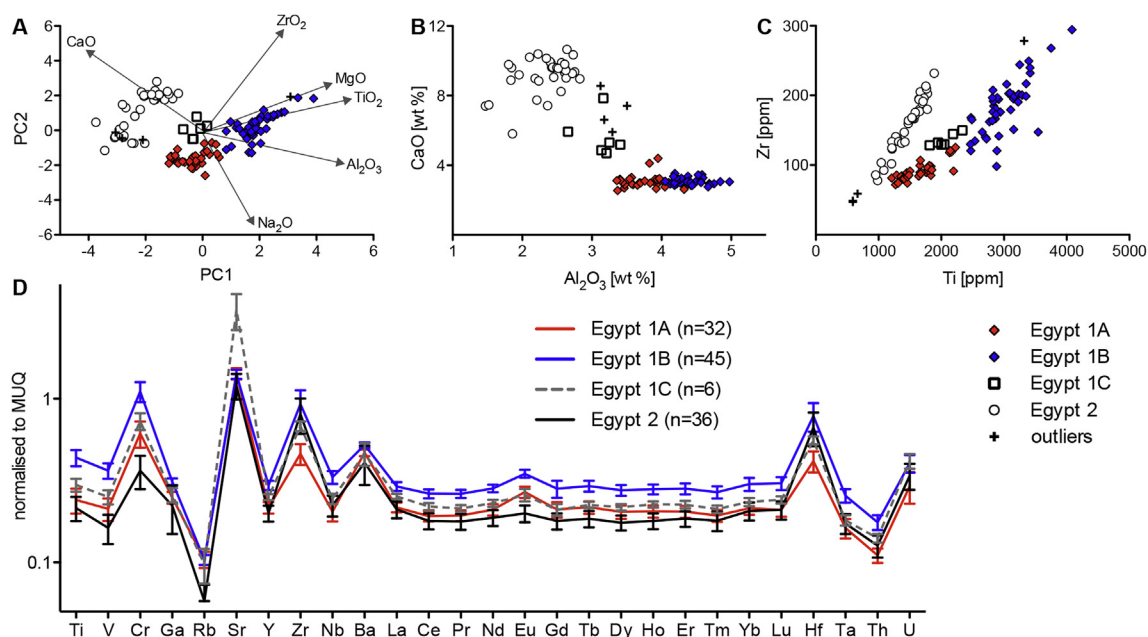 A
6
4
2
0
-2
-4
-6
PC2
-4 -2 0 2 4 6
PC1
CaO
ZrO₂
MgO
TiO₂
Al₂O₃
Na₂O
B
12
8
4
CaO [wt %]
1 2 3 4 5
Al₂O₃ [wt %]
C
300
200
100
Zr [ppm]
0 1000 2000 3000 4000 5000
Ti [ppm]
D
normalised to MUQ
1
0.1
Egypt 1A (n=32)
Egypt 1B (n=45)
Egypt 1C (n=6)
Egypt 2 (n=36)
Egypt 1A
Egypt 1B
Egypt 1C
Egypt 2
outliers
Ti V Cr Ga Rb Sr Y Zr Nb Ba La Ce Pr Nd Eu Gd Tb Dy Ho Er Tm Yb Lu Hf Ta Th U